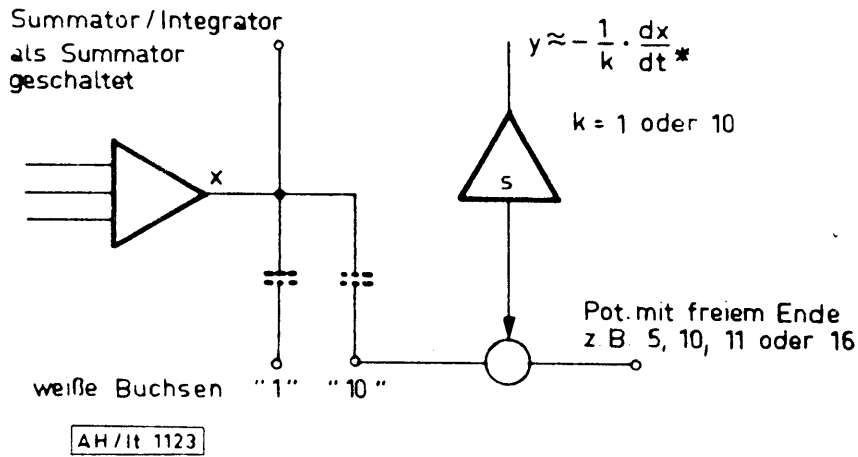 Summator/Integrator
als Summator
geschaltet
y ≈ - 1/k · dx/dt *
k = 1 oder 10
x
s
Pot. mit freiem Ende
z.B. 5, 10, 11 oder 16
weiße Buchsen "1" "10"
AH/It 1123